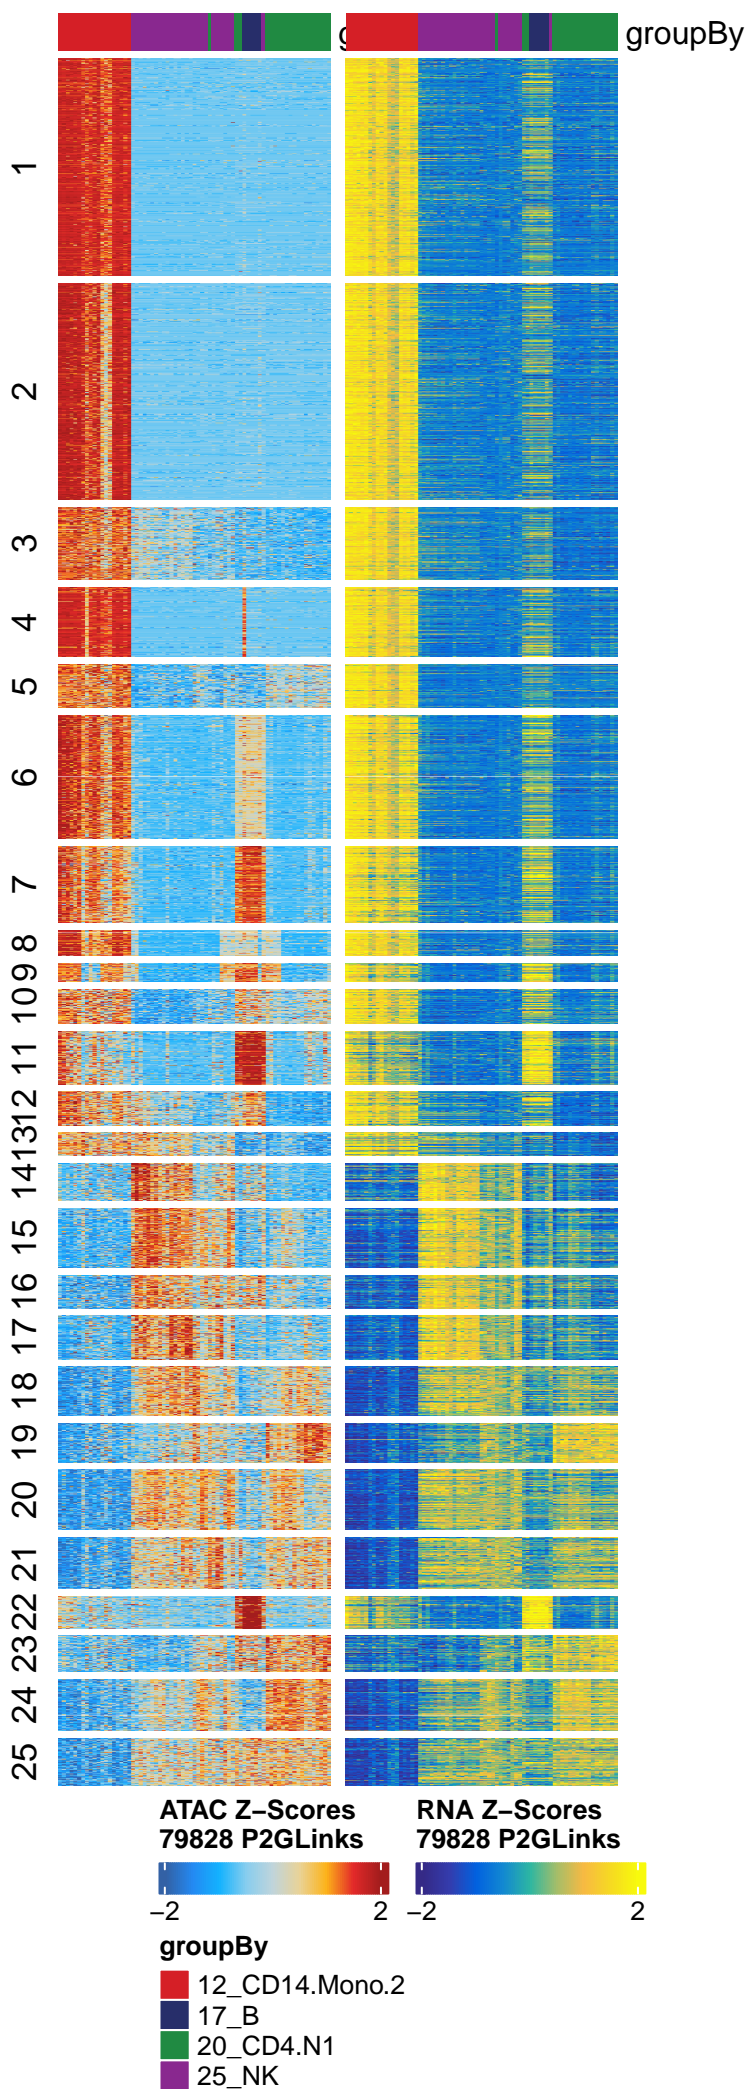 g
groupBy
1
2
3
4
5
6
7
8
9
10
11
12
13
14
15
16
17
18
19
20
21
22
23
24
25
ATAC Z−Scores
79828 P2GLinks
RNA Z−Scores
79828 P2GLinks
−2 2
−2 2
groupBy
12_CD14.Mono.2
17_B
20_CD4.N1
25_NK